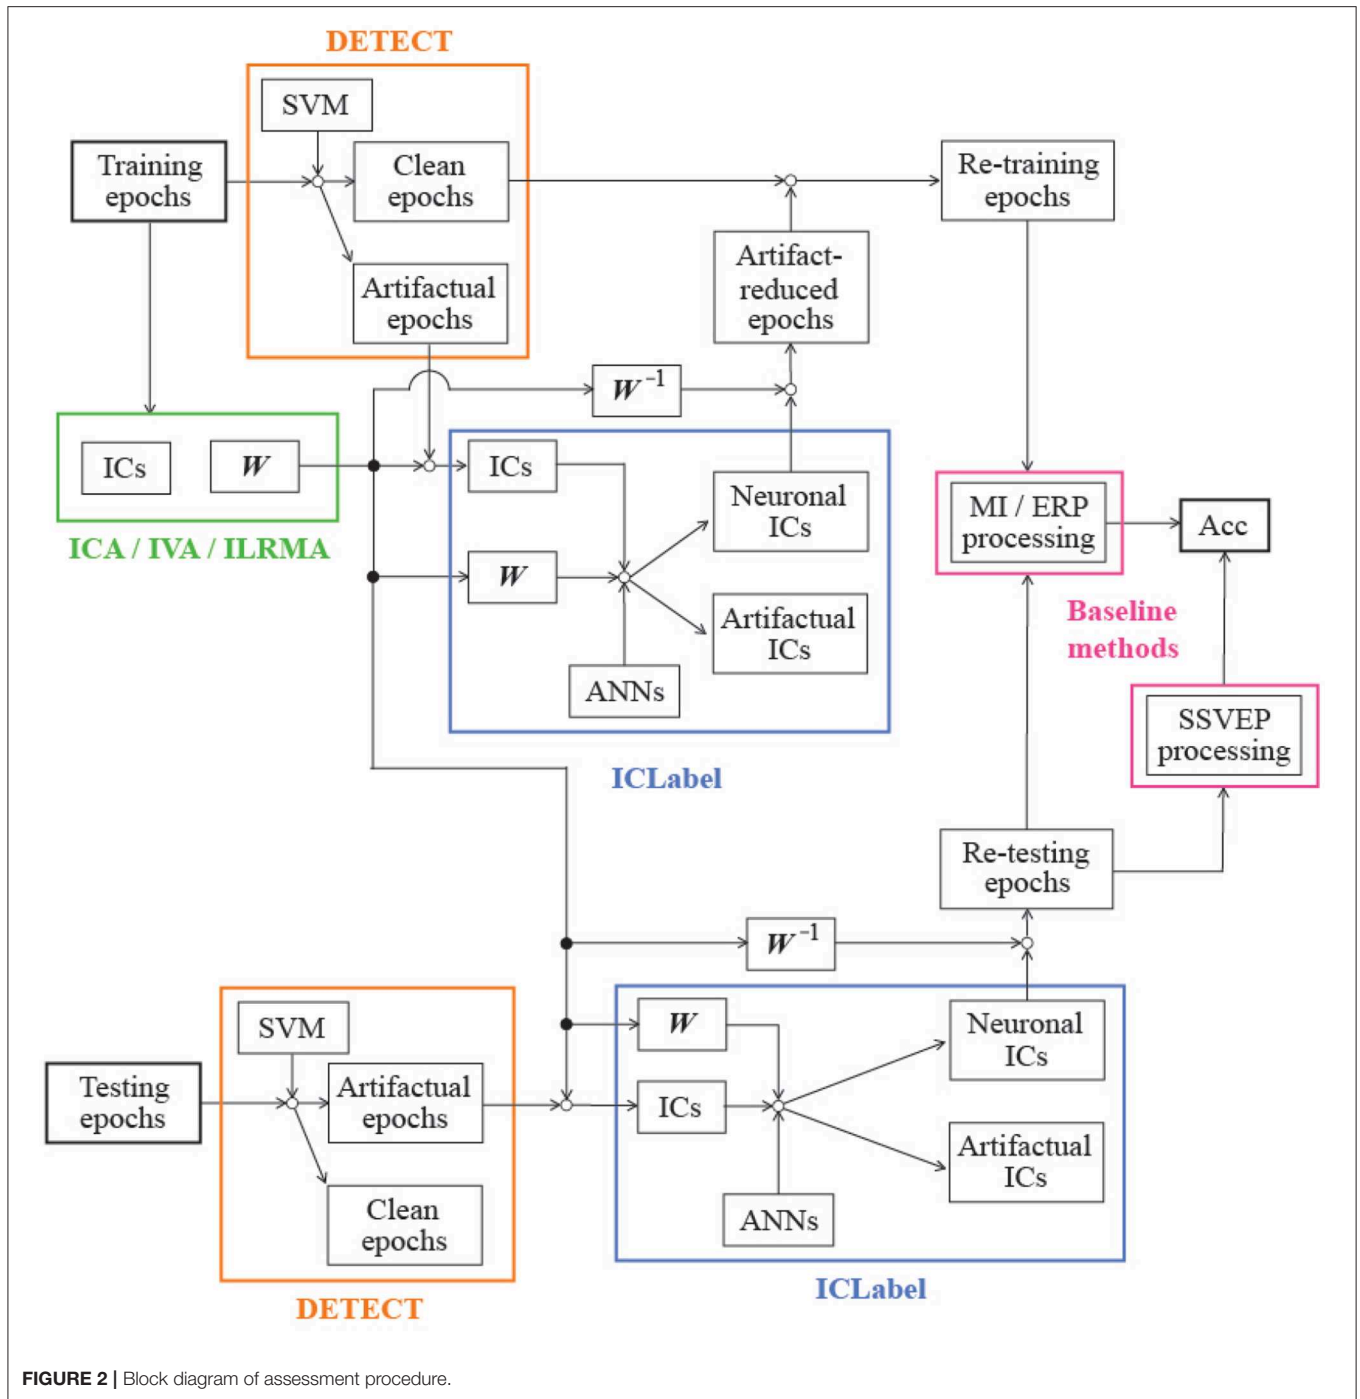 DETECT
SVM
Training
epochs
Clean
epochs
Re-training
epochs
Artifactual
epochs
Artifact-
reduced
epochs
W⁻¹
ICs
W
ICA / IVA / ILRMA
ICs
Neuronal
ICs
W
Artifactual
ICs
ANNs
ICLabel
MI / ERP
processing
Acc
Baseline
methods
SSVEP
processing
Re-testing
epochs
W⁻¹
SVM
Testing
epochs
Artifactual
epochs
Clean
epochs
DETECT
W
Neuronal
ICs
ICs
Artifactual
ICs
ANNs
ICLabel
FIGURE 2 | Block diagram of assessment procedure.